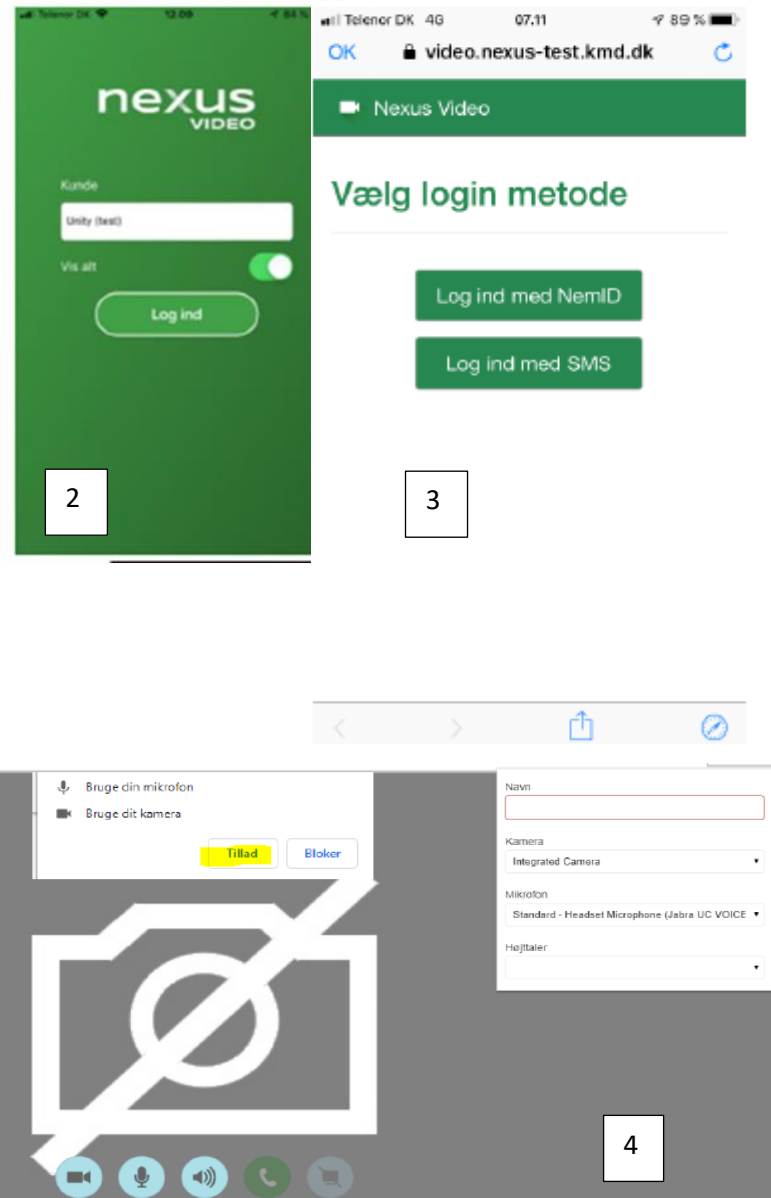 Telenor DK 12.09 84 %
nexus
VIDEO
Kunde
Unity (test)
Vis alt
Log ind
2
Telenor DK 4G 07.11 89 %
OK video.nexus-test.kmd.dk
Nexus Video
Vælg login metode
Log ind med NemID
Log ind med SMS
3
Bruge din mikrofon
Bruge dit kamera
Tillad Bloker
Navn
Kamera
Integrated Camera
Mikrofon
Standard - Headset Microphone (Jabra UC VOICE
Højttaler
4